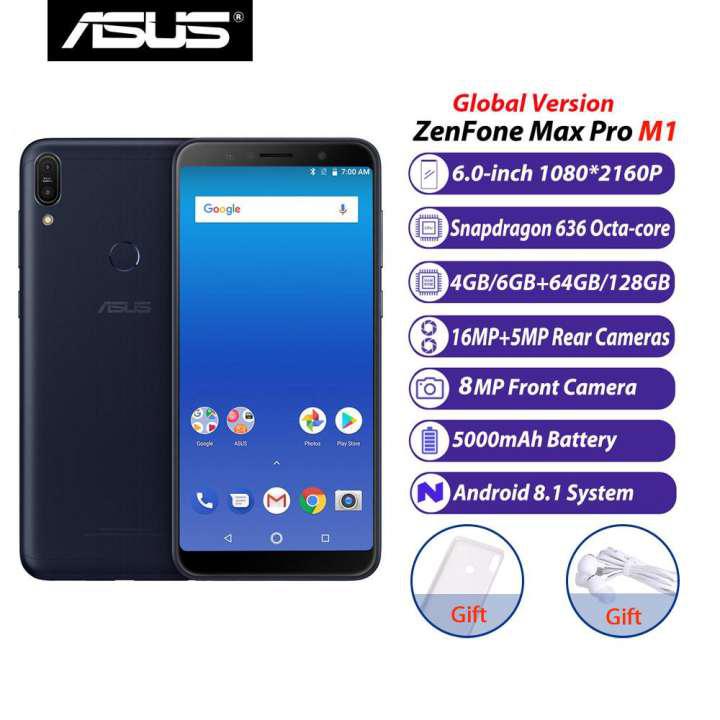 ASUS®
Global Version
ZenFone Max Pro M1
6.0-inch 1080*2160P
Snapdragon 636 Octa-core
4GB/6GB+64GB/128GB
16MP+5MP Rear Cameras
8MP Front Camera
5000mAh Battery
Android 8.1 System
Gift
Gift
ASUS
7:00 AM
Google
Google
ASUS
Photos
Play Store